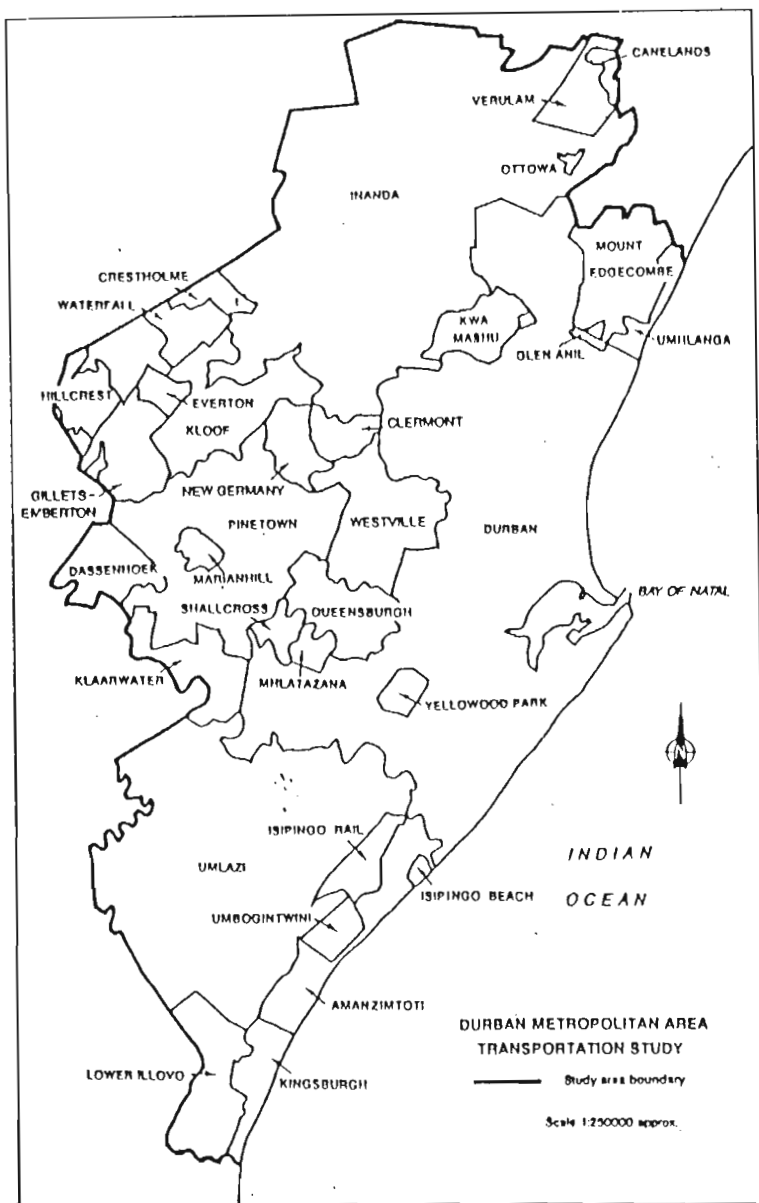 CANELANDS
VERULAM
OTTOWA
INANDA
MOUNT
EDGECOMBE
CRESTHOLME
WATERFALL
KWA
MASHU
GLEN ANIL
UMHLANGA
HILLCREST
EVERTON
KLOOF
CLERMONT
GILLETS-
EMBERTON
NEW GERMANY
PINETOWN
WESTVILLE
DURBAN
DASSENHOEK
MARIANHILL
SHALLCROSS
QUEENSBURGH
BAY OF NATAL
KLAARWATER
MHLATAZANA
YELLOWOOD PARK
N
ISIPINGO RAIL
INDIAN
OCEAN
UMLAZI
ISIPINGO BEACH
UMBOGINTWINI
AMANZIMTOTI
DURBAN METROPOLITAN AREA
TRANSPORTATION STUDY
LOWER ILLOVO
KINGSBURGH
Study area boundary
Scale 1:250000 approx.